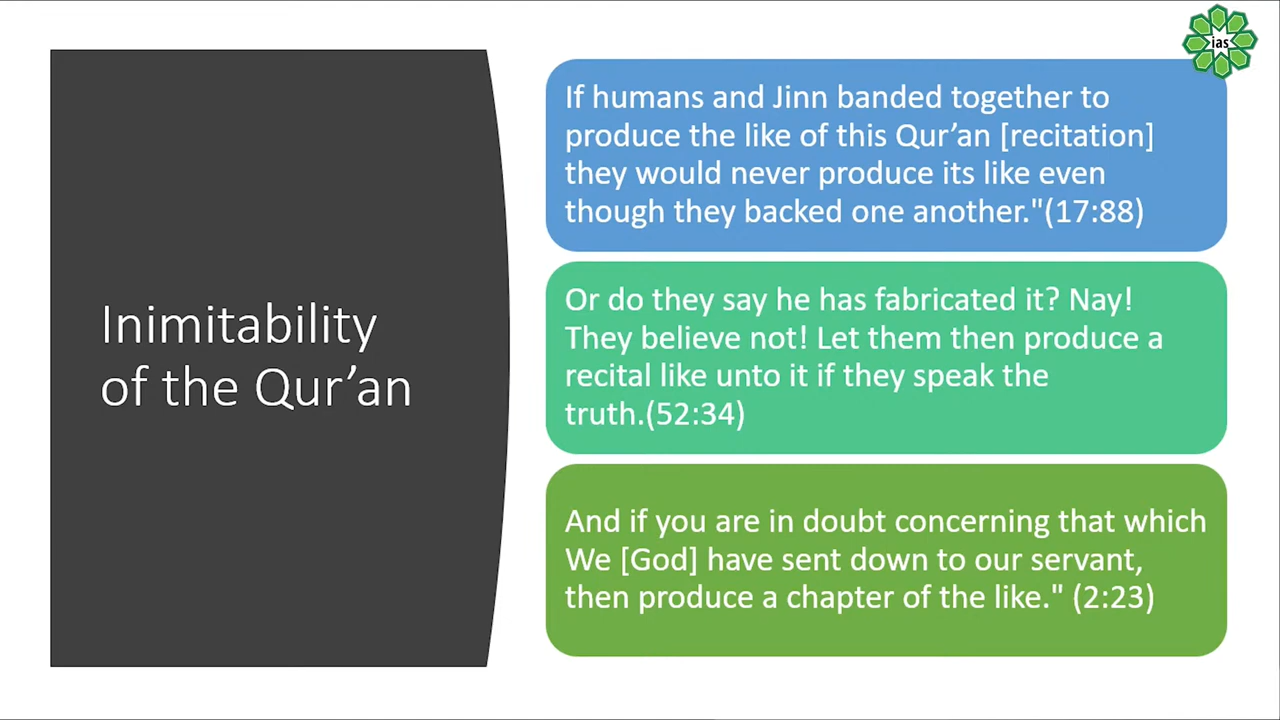 ias
Inimitability
of the Qur’an
If humans and Jinn banded together to
produce the like of this Qur’an [recitation]
they would never produce its like even
though they backed one another."(17:88)
Or do they say he has fabricated it? Nay!
They believe not! Let them then produce a
recital like unto it if they speak the
truth.(52:34)
And if you are in doubt concerning that which
We [God] have sent down to our servant,
then produce a chapter of the like." (2:23)